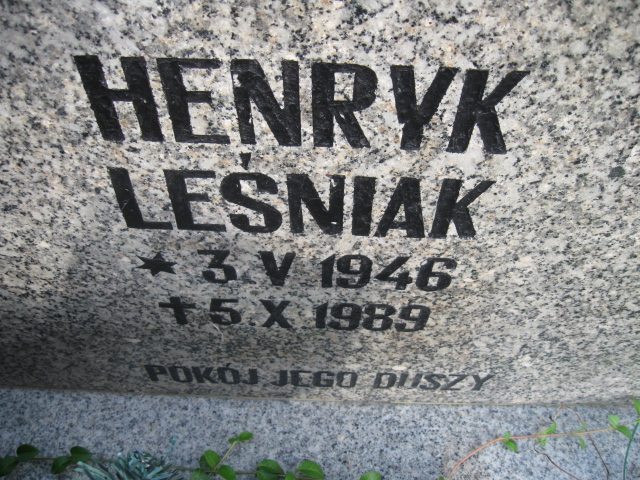 HENRYK
LEŚNIAK
★ 3.V 1946
✝ 5.X 1989
POKÓJ JEGO DUSZY